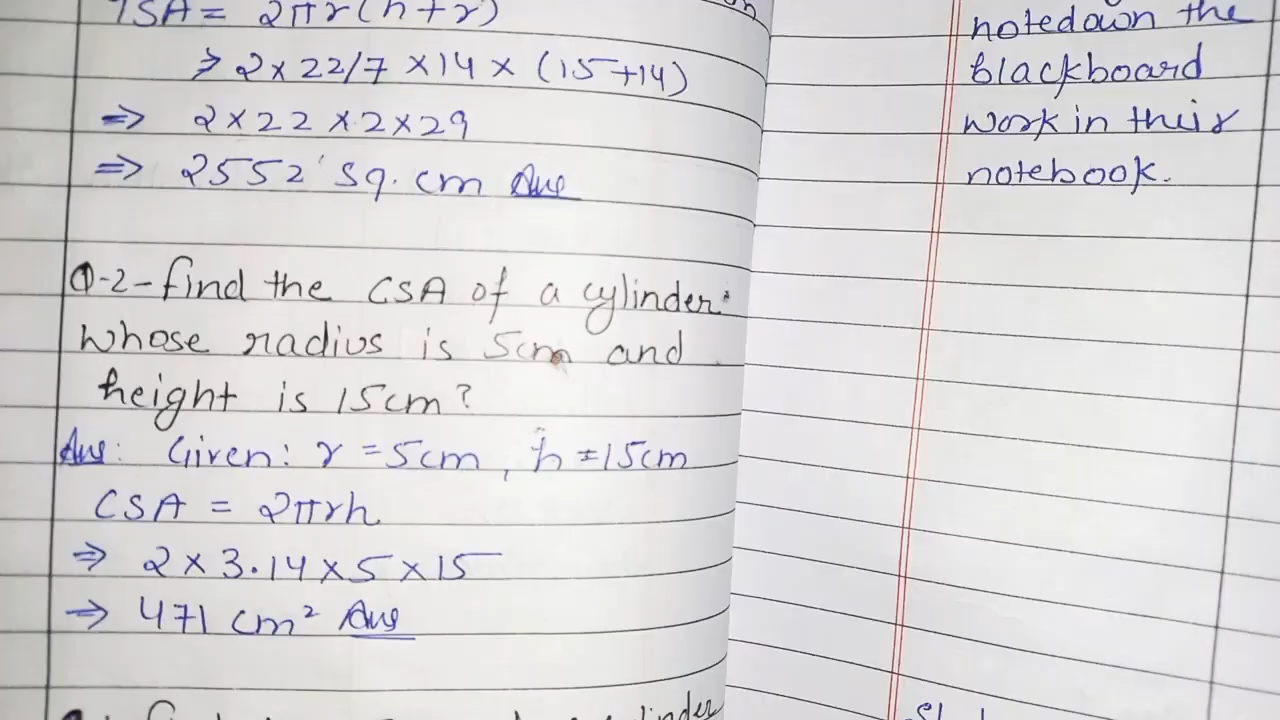 TSA = 2πr(h+r)
⇒ 2×22/7 ×14× (15+14)
⇒ 2×22×2×29
⇒ 2552 sq. cm Ans
Q-2- find the CSA of a cylinder
whose radius is 5cm and
height is 15cm?
Ans: Given: r = 5cm, h = 15cm
CSA = 2πrh
⇒ 2×3.14×5×15
⇒ 471 cm² Ans
notedown the
blackboard
work in their
notebook.